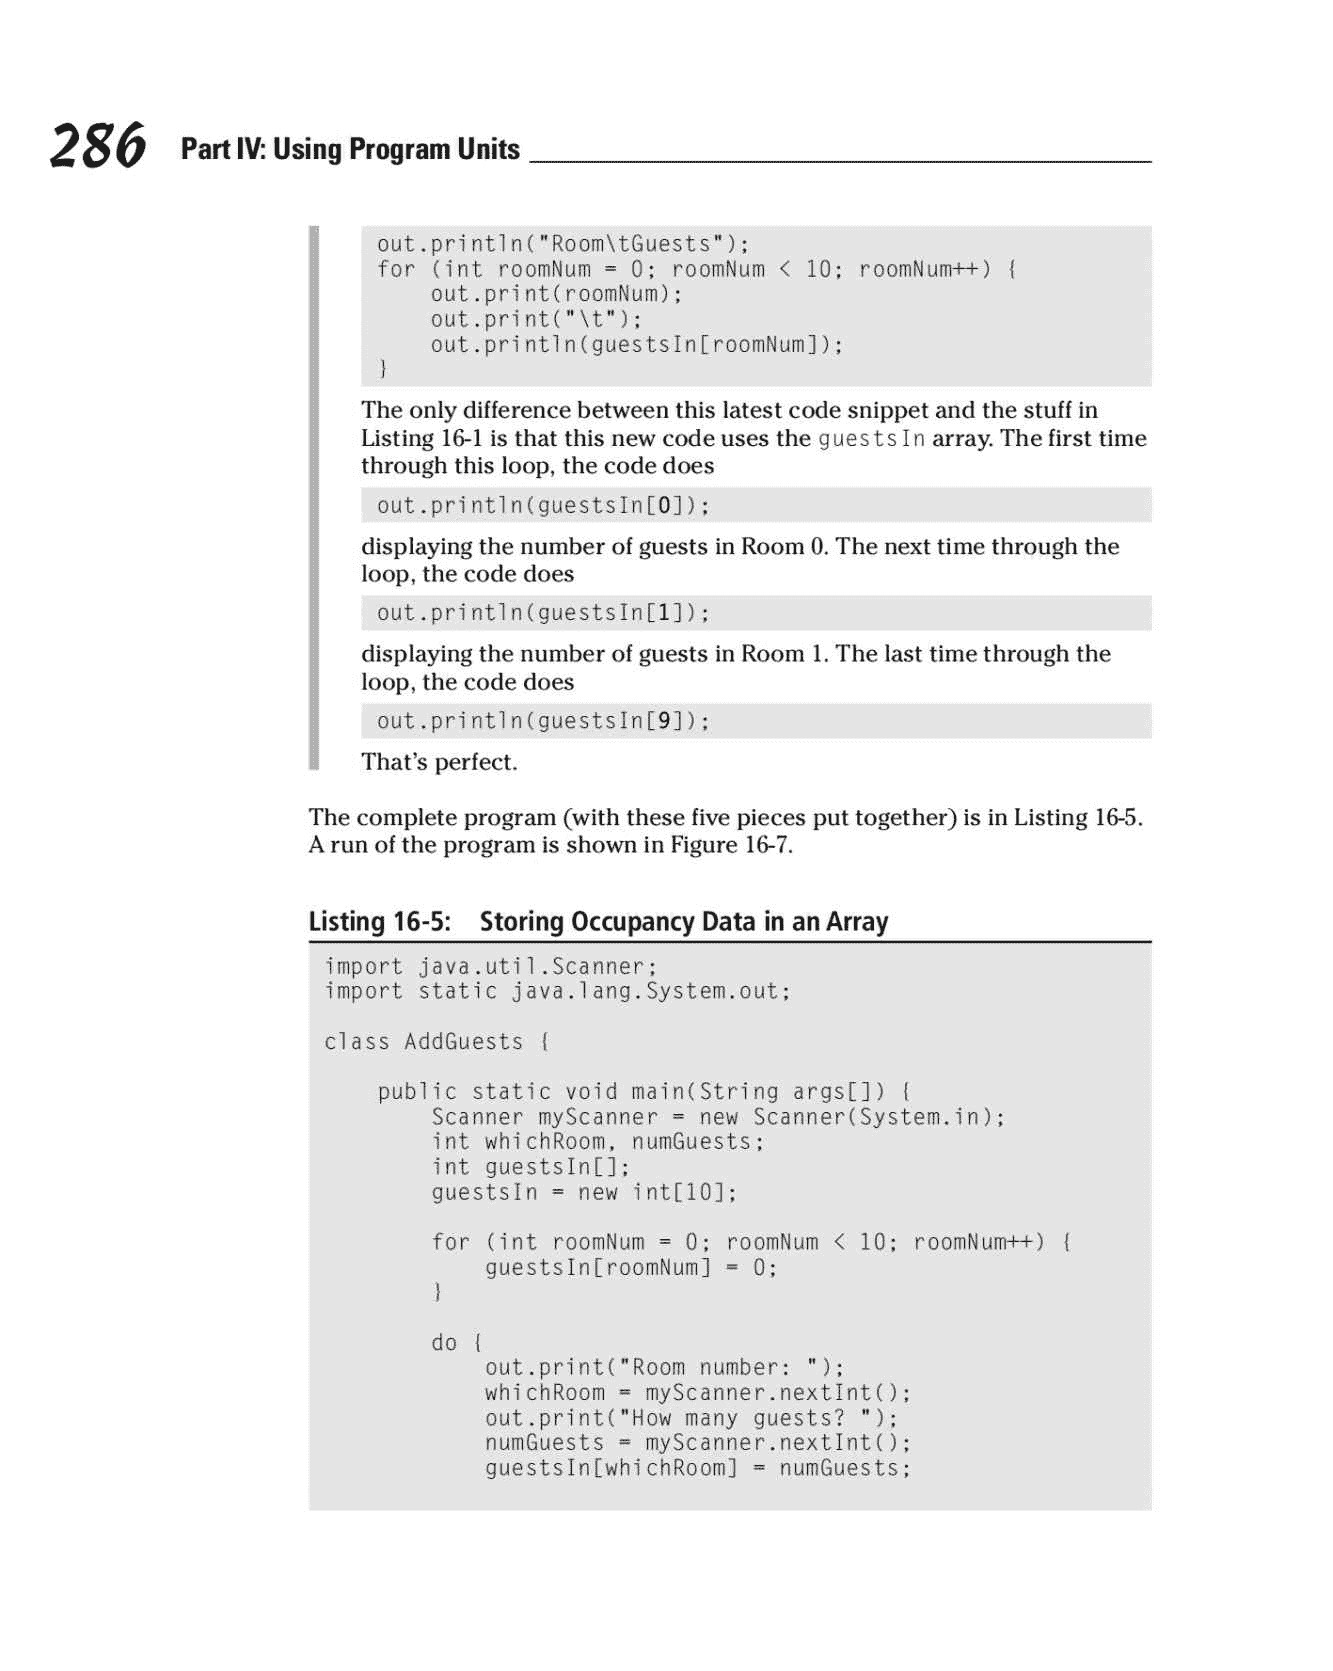 286 Part IV: Using Program Units
out.println("Room\tGuests");
for (int roomNum = 0; roomNum < 10; roomNum++) {
    out.print(roomNum);
    out.print("\t");
    out.println(guestsIn[roomNum]);
}
The only difference between this latest code snippet and the stuff in
Listing 16-1 is that this new code uses the guestsIn array. The first time
through this loop, the code does
out.println(guestsIn[0]);
displaying the number of guests in Room 0. The next time through the
loop, the code does
out.println(guestsIn[1]);
displaying the number of guests in Room 1. The last time through the
loop, the code does
out.println(guestsIn[9]);
That's perfect.
The complete program (with these five pieces put together) is in Listing 16-5.
A run of the program is shown in Figure 16-7.
Listing 16-5: Storing Occupancy Data in an Array
import java.util.Scanner;
import static java.lang.System.out;
class AddGuests {
    public static void main(String args[]) {
        Scanner myScanner = new Scanner(System.in);
        int whichRoom, numGuests;
        int guestsIn[];
        guestsIn = new int[10];
        for (int roomNum = 0; roomNum < 10; roomNum++) {
            guestsIn[roomNum] = 0;
        }
        do {
            out.print("Room number: ");
            whichRoom = myScanner.nextInt();
            out.print("How many guests? ");
            numGuests = myScanner.nextInt();
            guestsIn[whichRoom] = numGuests;